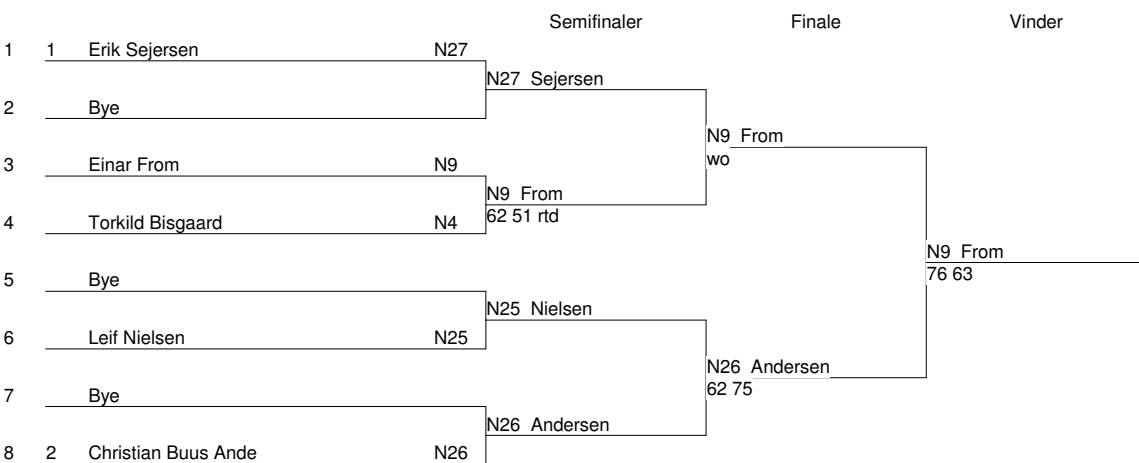 Semifinaler Finale Vinder
1 1 Erik Sejersen N27
N27 Sejersen
2 Bye
N9 From
wo
3 Einar From N9
N9 From
62 51 rtd
4 Torkild Bisgaard N4
N9 From
76 63
5 Bye
N25 Nielsen
6 Leif Nielsen N25
N26 Andersen
62 75
7 Bye
N26 Andersen
8 2 Christian Buus Ande N26